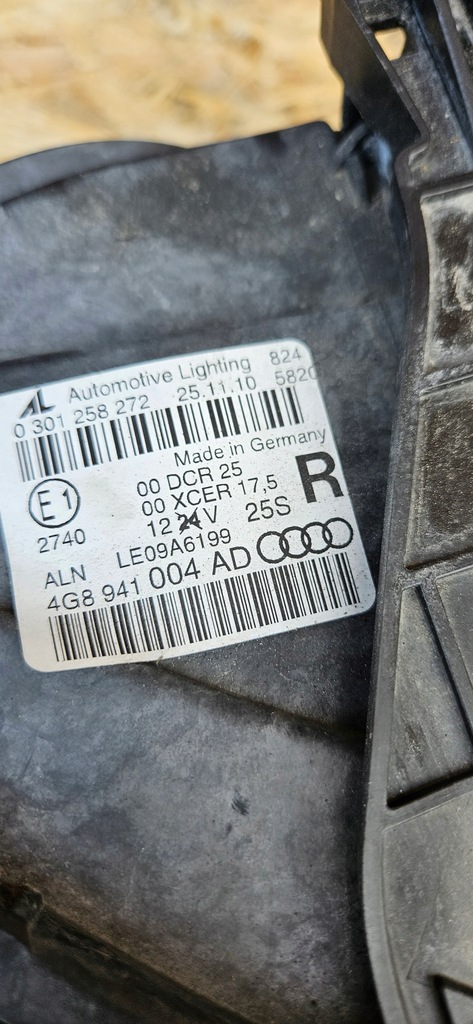 AL Automotive Lighting 824
0 301 258 272 25.11.10 5820
Made in Germany
00 DCR 25
00 XCER 17,5
R
E1
12 24 V 25S
2740
LE09A6199
ALN
4G8 941 004 AD